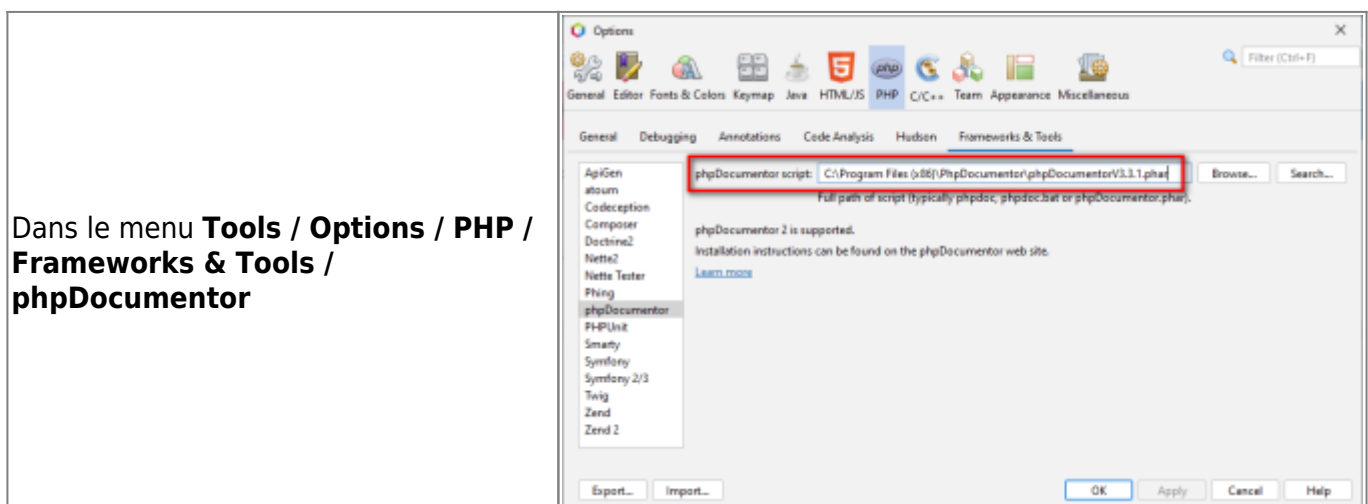 Dans le menu Tools / Options / PHP /
Frameworks & Tools /
phpDocumentor
Options
General Editor Fonts & Colors Keymap Java HTML/JS PHP C/C++ Team Appearance Miscellaneous
Filter (Ctrl+F)
General Debugging Annotations Code Analysis Hudson Frameworks & Tools
ApiGen
atoum
Codeception
Composer
Doctrine2
Nette2
Nette Tester
Phing
phpDocumentor
PHPUnit
Smarty
Symfony
Symfony 2/3
Twig
Zend
Zend 2
phpDocumentor script: C:\Program Files (x86)\PhpDocumentor\phpDocumentorV3.3.1.phar Browse... Search...
Full path of script (typically phpdoc, phpdoc.bat or phpDocumentor.phar).
phpDocumentor 2 is supported.
Installation instructions can be found on the phpDocumentor web site.
Learn more
Export... Import... OK Apply Cancel Help